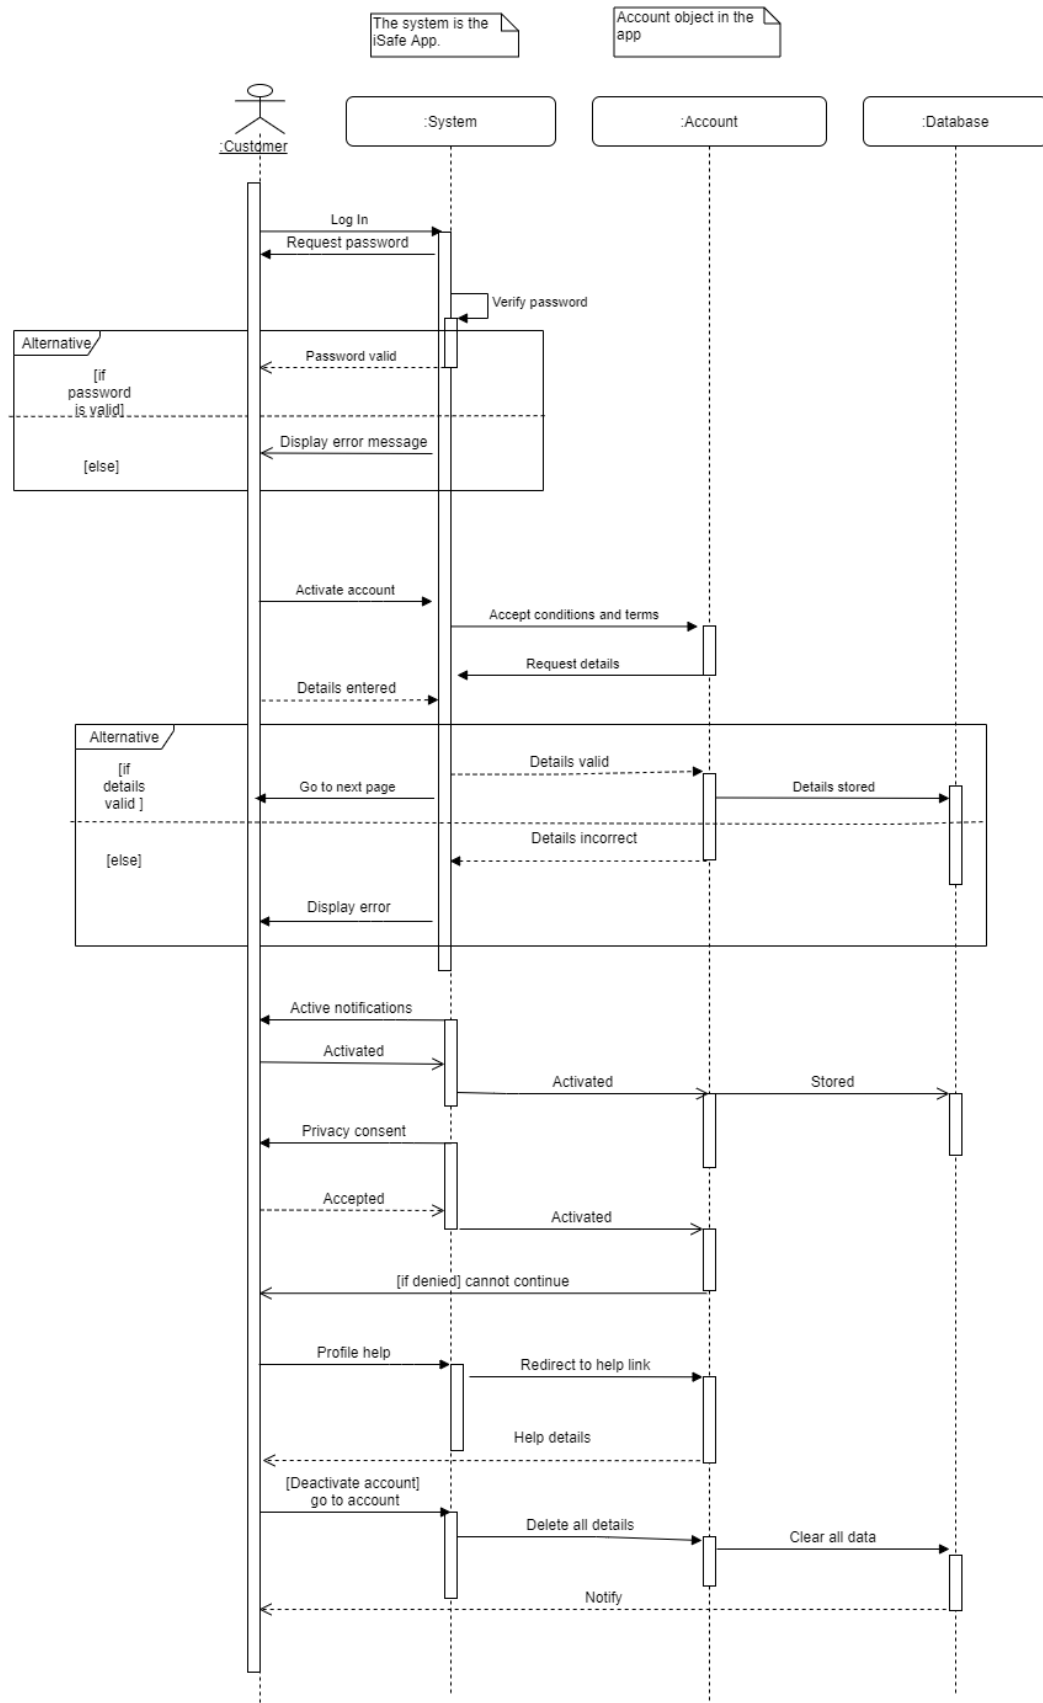 The system is the
iSafe App.
Account object in the
app
:Customer
:System
:Account
:Database
Log In
Request password
Verify password
Alternative
Password valid
[if
password
is valid]
Display error message
[else]
Activate account
Accept conditions and terms
Request details
Details entered
Alternative
Details valid
[if
details
valid ]
Go to next page
Details stored
Details incorrect
[else]
Display error
Active notifications
Activated
Activated
Stored
Privacy consent
Accepted
Activated
[if denied] cannot continue
Profile help
Redirect to help link
Help details
[Deactivate account]
go to account
Delete all details
Clear all data
Notify